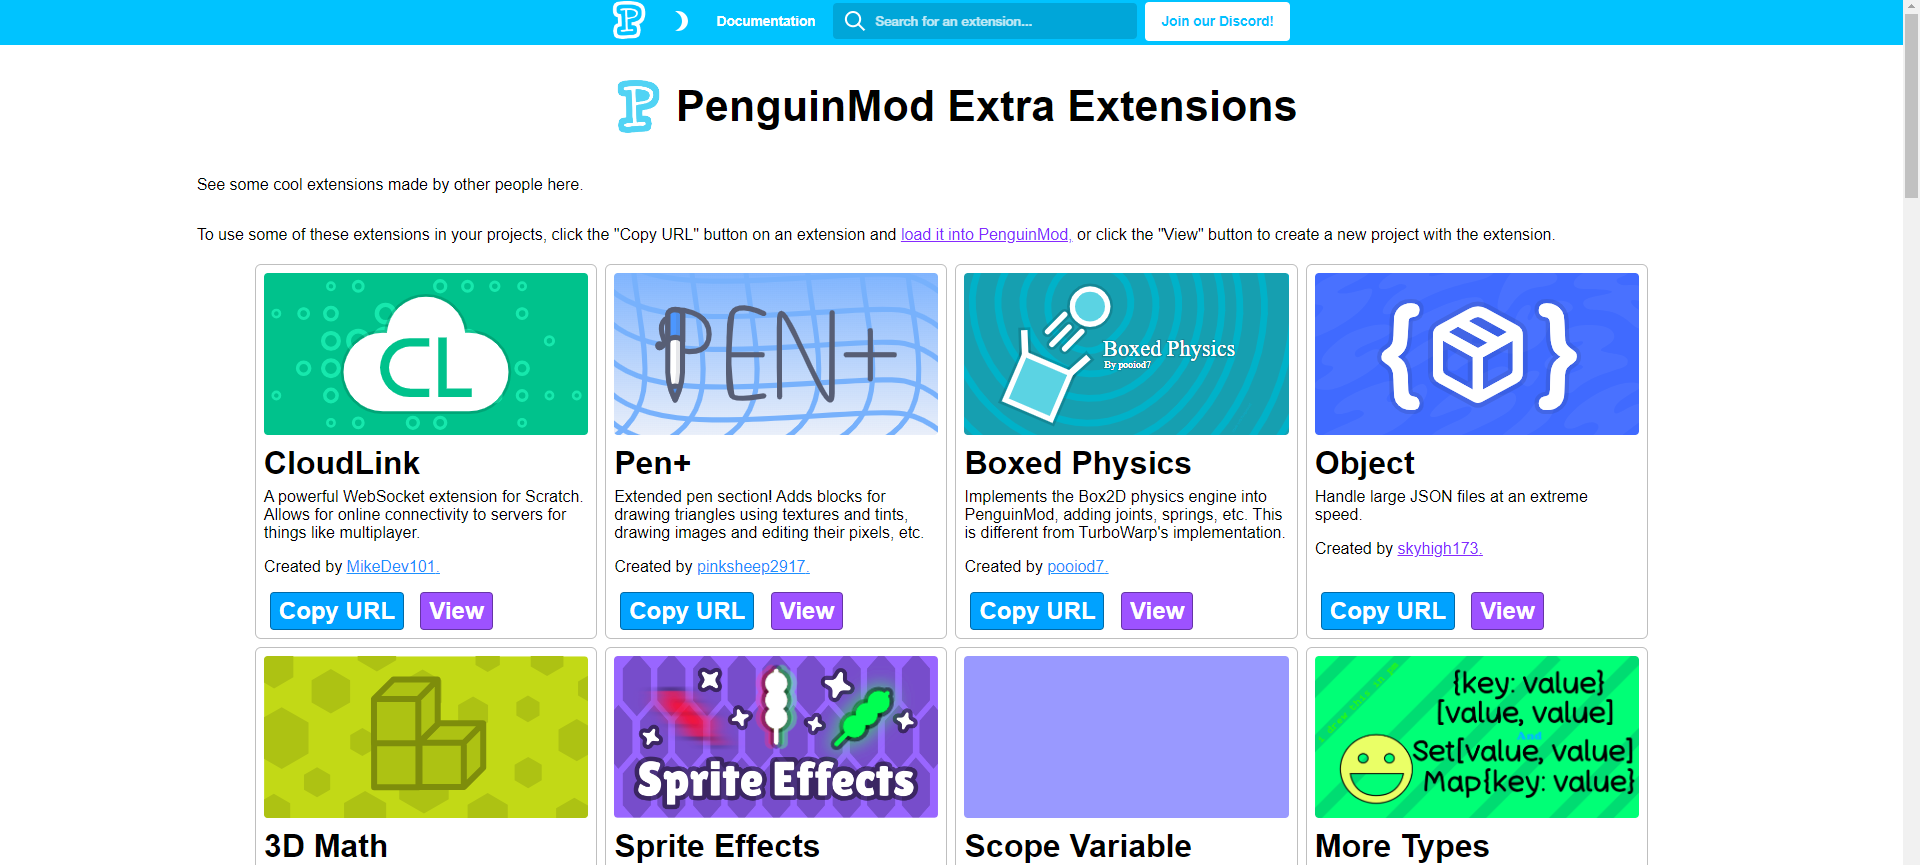 P
Documentation
Search for an extension...
Join our Discord!
P PenguinMod Extra Extensions
See some cool extensions made by other people here.
To use some of these extensions in your projects, click the "Copy URL" button on an extension and load it into PenguinMod, or click the "View" button to create a new project with the extension.
CL
CloudLink
A powerful WebSocket extension for Scratch.
Allows for online connectivity to servers for
things like multiplayer.
Created by MikeDev101.
Copy URL
View
PEN+
Pen+
Extended pen section! Adds blocks for
drawing triangles using textures and tints,
drawing images and editing their pixels, etc.
Created by pinksheep2917.
Copy URL
View
Boxed Physics
By pooiod7
Boxed Physics
Implements the Box2D physics engine into
PenguinMod, adding joints, springs, etc. This
is different from TurboWarp's implementation.
Created by pooiod7.
Copy URL
View
{ }
Object
Handle large JSON files at an extreme
speed.
Created by skyhigh173.
Copy URL
View
3D Math
Sprite Effects
Sprite Effects
Scope Variable
i drew this in pm
{key: value}
[value, value]
And
Set[value, value]
Map{key: value}
More Types